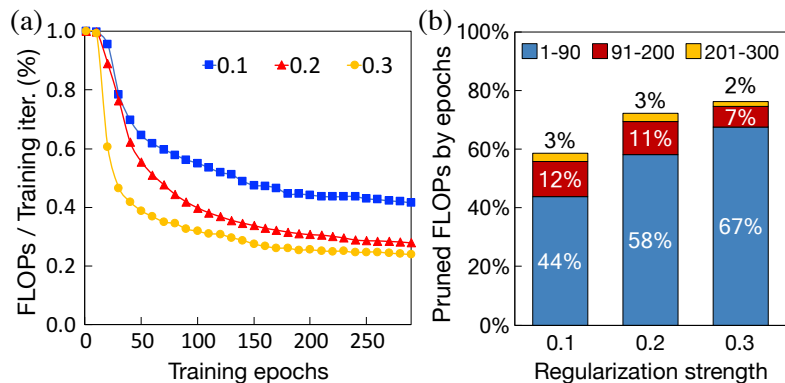 (a)
1.0
0.8
0.6
0.4
0.2
0.0
FLOPs / Training iter. (%)
0.1 0.2 0.3
0 50 100 150 200 250
Training epochs
(b)
100%
80%
60%
40%
20%
0%
Pruned FLOPs by epochs
1-90 91-200 201-300
3% 3% 2%
12% 11% 7%
44% 58% 67%
0.1 0.2 0.3
Regularization strength